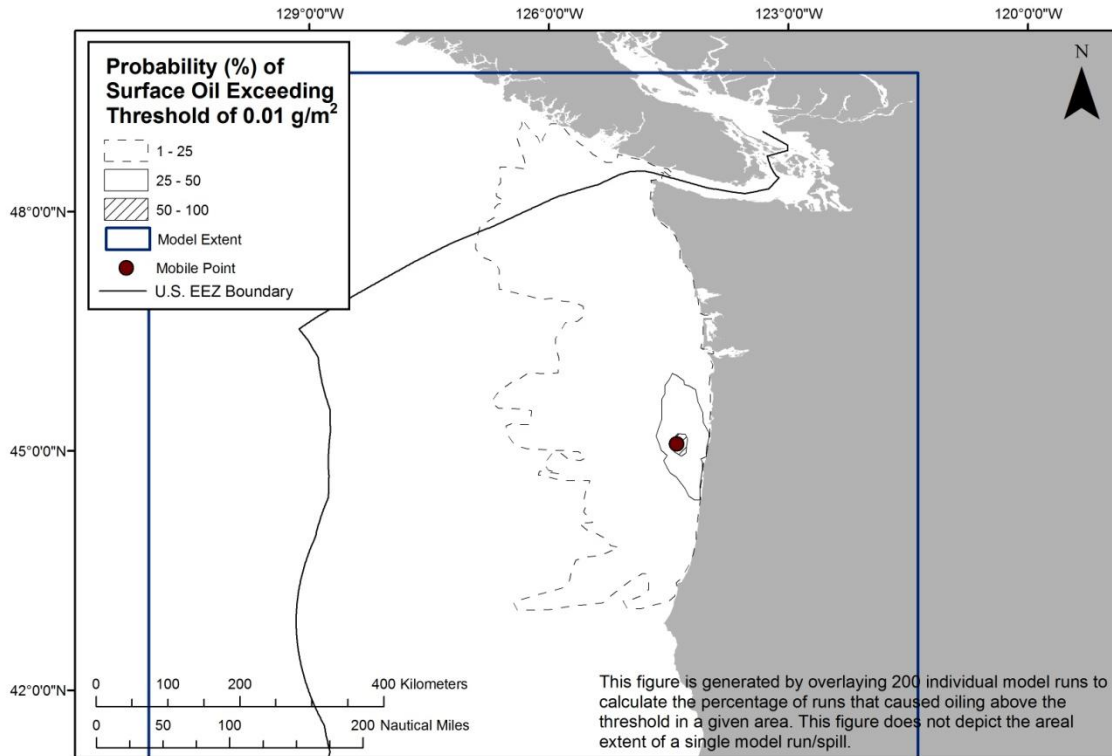 129°0'0"W 126°0'0"W 123°0'0"W 120°0'0"W
Probability (%) of
Surface Oil Exceeding
Threshold of 0.01 g/m²
1 - 25
25 - 50
50 - 100
Model Extent
Mobile Point
U.S. EEZ Boundary
N
48°0'0"N
45°0'0"N
42°0'0"N
0 100 200 400 Kilometers
0 50 100 200 Nautical Miles
This figure is generated by overlaying 200 individual model runs to
calculate the percentage of runs that caused oiling above the
threshold in a given area. This figure does not depict the areal
extent of a single model run/spill.